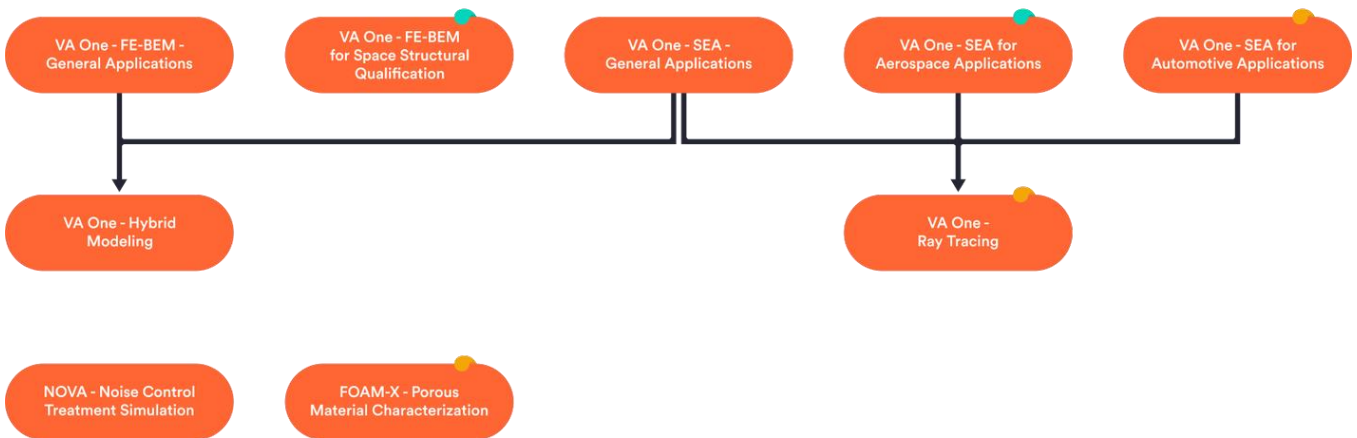 VA One - FE-BEM -
General Applications
VA One - FE-BEM
for Space Structural
Qualification
VA One - SEA -
General Applications
VA One - SEA for
Aerospace Applications
VA One - SEA for
Automotive Applications
VA One - Hybrid
Modeling
VA One -
Ray Tracing
NOVA - Noise Control
Treatment Simulation
FOAM-X - Porous
Material Characterization